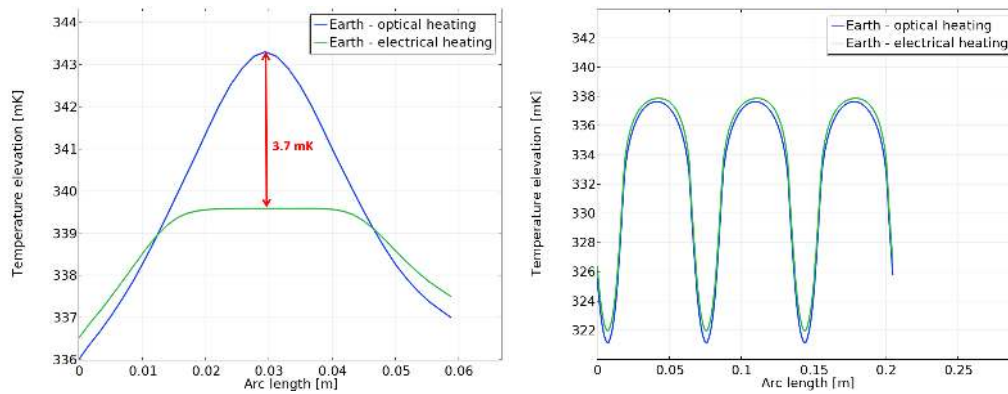 344
343
342
341
340
339
338
337
336
Temperature elevation [mK]
Earth - optical heating
Earth - electrical heating
3.7 mK
0 0.01 0.02 0.03 0.04 0.05 0.06
Arc length [m]
342
340
338
336
334
332
330
328
326
324
322
Temperature elevation [mK]
Earth - optical heating
Earth - electrical heating
0 0.05 0.1 0.15 0.2 0.25
Arc length [m]